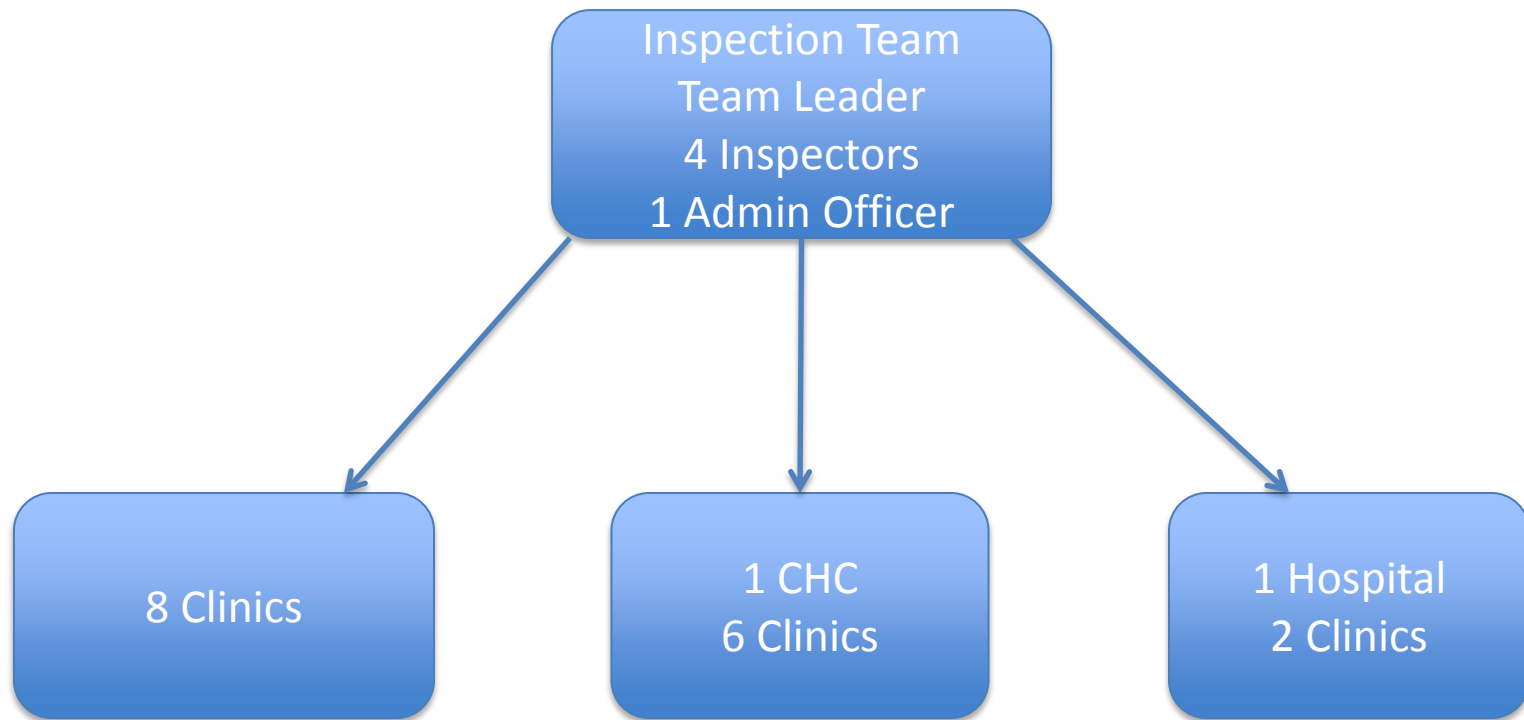 Inspection Team
Team Leader
4 Inspectors
1 Admin Officer
8 Clinics
1 CHC
6 Clinics
1 Hospital
2 Clinics